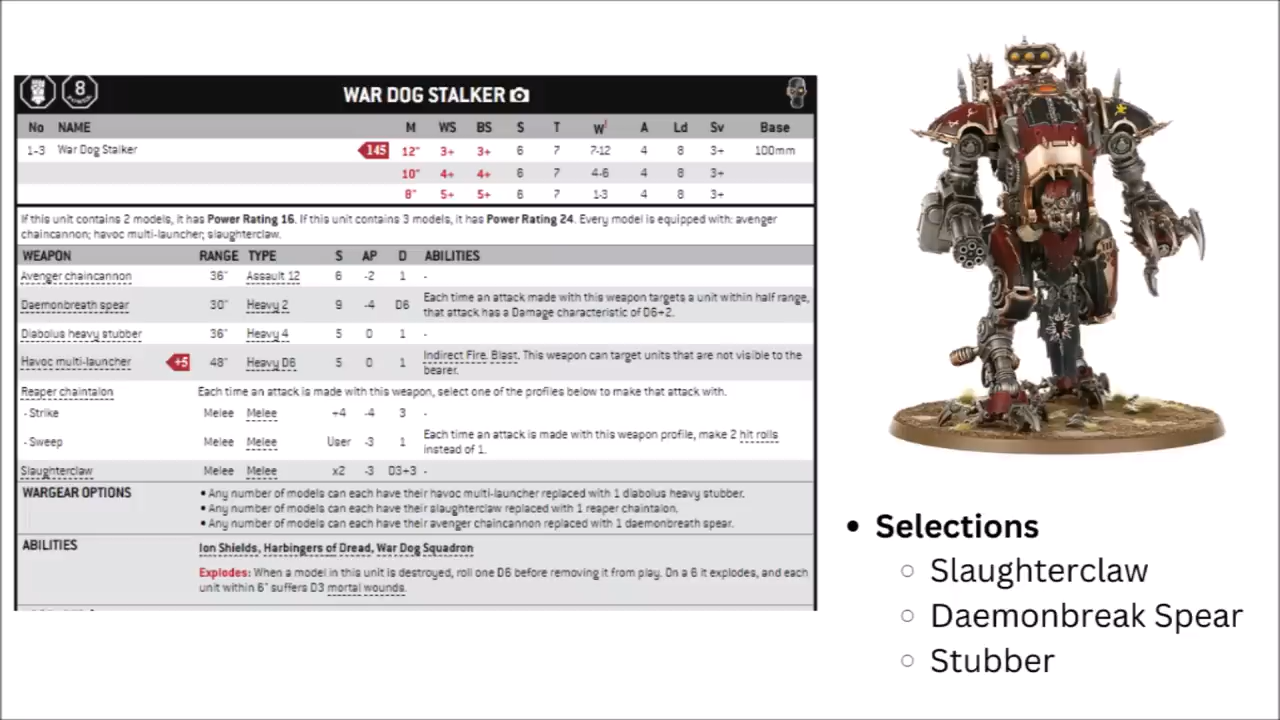 8
WAR DOG STALKER
No NAME M WS BS S T W A Ld Sv Base
1-3 War Dog Stalker 145 12" 3+ 3+ 6 7 7-12 4 8 3+ 100mm
10" 4+ 4+ 6 7 4-6 4 8 3+
8" 5+ 5+ 6 7 1-3 4 8 3+
If this unit contains 2 models, it has Power Rating 16. If this unit contains 3 models, it has Power Rating 24. Every model is equipped with: avenger
chaincannon; havoc multi-launcher; slaughterclaw.
WEAPON RANGE TYPE S AP D ABILITIES
Avenger chaincannon 36" Assault 12 6 -2 1 -
Daemonbreath spear 30" Heavy 2 9 -4 D6 Each time an attack made with this weapon targets a unit within half range,
that attack has a Damage characteristic of D6+2.
Diabolus heavy stubber 36" Heavy 4 5 0 1 -
Havoc multi-launcher +5 48" Heavy D6 5 0 1 Indirect Fire. Blast. This weapon can target units that are not visible to the
bearer.
Reaper chaintalon Each time an attack is made with this weapon, select one of the profiles below to make that attack with.
- Strike Melee Melee +4 -4 3 -
- Sweep Melee Melee User -3 1 Each time an attack is made with this weapon profile, make 2 hit rolls
instead of 1.
Slaughterclaw Melee Melee x2 -3 D3+3 -
WARGEAR OPTIONS • Any number of models can each have their havoc multi-launcher replaced with 1 diabolus heavy stubber.
• Any number of models can each have their slaughterclaw replaced with 1 reaper chaintalon.
• Any number of models can each have their avenger chaincannon replaced with 1 daemonbreath spear.
ABILITIES Ion Shields, Harbingers of Dread, War Dog Squadron
Explodes: When a model in this unit is destroyed, roll one D6 before removing it from play. On a 6 it explodes, and each
unit within 6" suffers D3 mortal wounds.
• Selections
Slaughterclaw
Daemonbreak Spear
Stubber